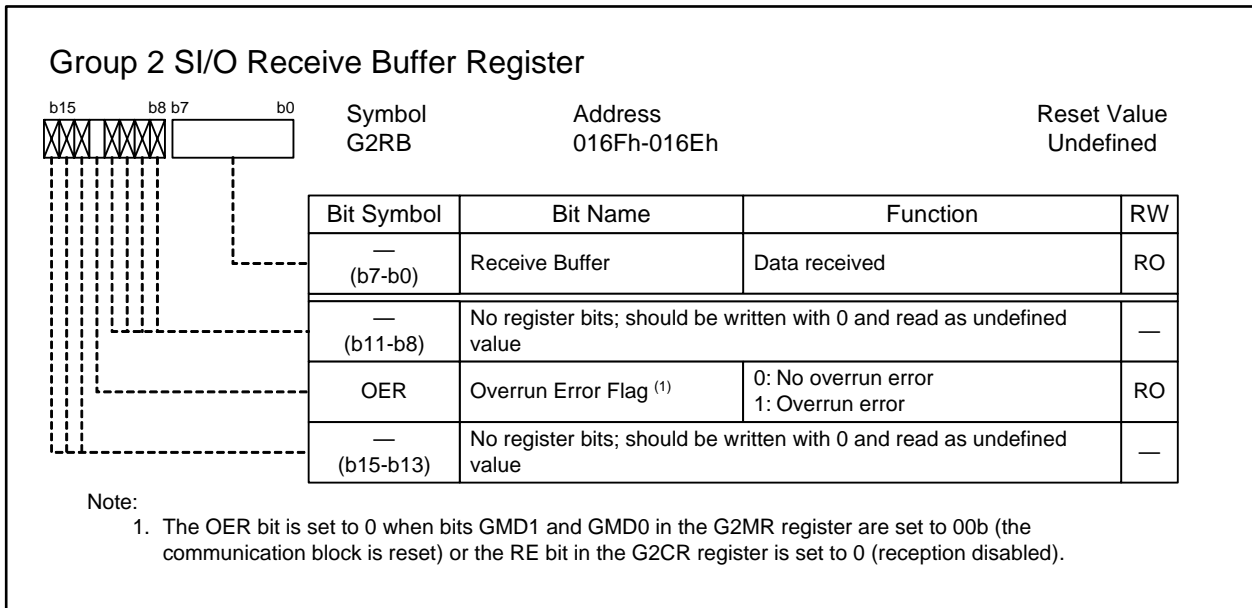 Group 2 SI/O Receive Buffer Register
b15 b8 b7 b0
Symbol Address Reset Value
G2RB 016Fh-016Eh Undefined
Bit Symbol Bit Name Function RW
—
(b7-b0) Receive Buffer Data received RO
—
(b11-b8) No register bits; should be written with 0 and read as undefined
value —
OER Overrun Error Flag (1) 0: No overrun error
1: Overrun error RO
—
(b15-b13) No register bits; should be written with 0 and read as undefined
value —
Note:
1. The OER bit is set to 0 when bits GMD1 and GMD0 in the G2MR register are set to 00b (the
communication block is reset) or the RE bit in the G2CR register is set to 0 (reception disabled).